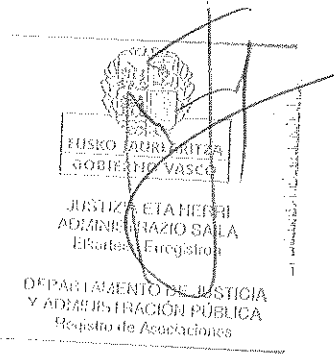 EUSKO JAURLARITZA
GOBIERNO VASCO
JUSTIZIA ETA HERRI
ADMINISTRAZIO SAILA
Elkarteen Erregistroa
DEPARTAMENTO DE JUSTICIA
Y ADMINISTRACIÓN PÚBLICA
Registro de Asociaciones